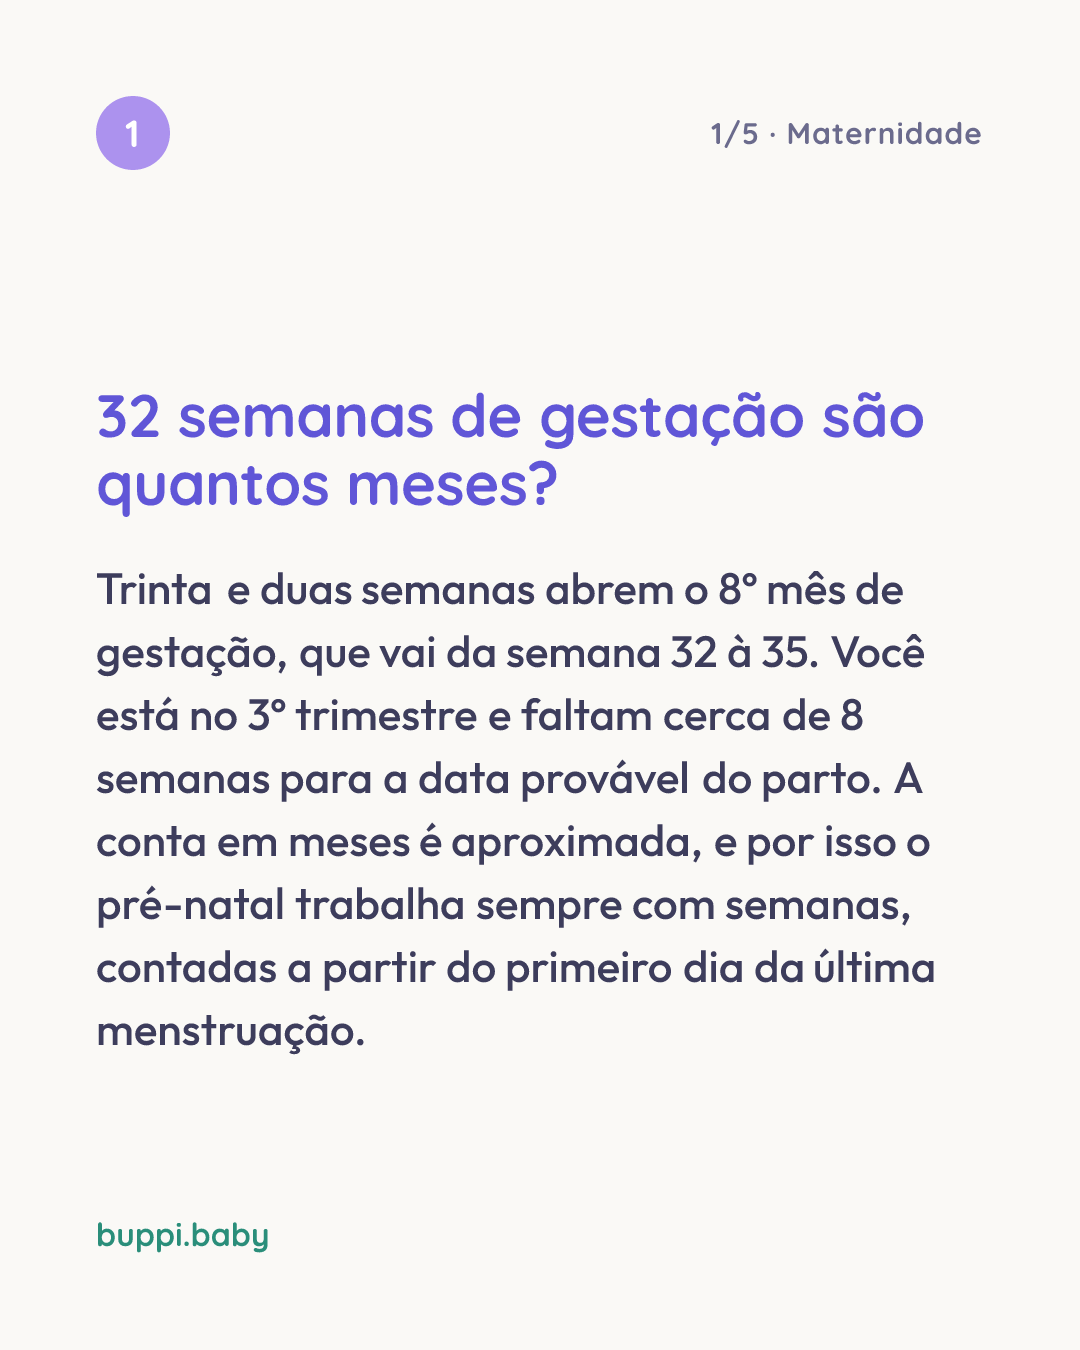 1
1/5 · Maternidade
32 semanas de gestação são
quantos meses?
Trinta e duas semanas abrem o 8º mês de
gestação, que vai da semana 32 à 35. Você
está no 3º trimestre e faltam cerca de 8
semanas para a data provável do parto. A
conta em meses é aproximada, e por isso o
pré-natal trabalha sempre com semanas,
contadas a partir do primeiro dia da última
menstruação.
buppi.baby